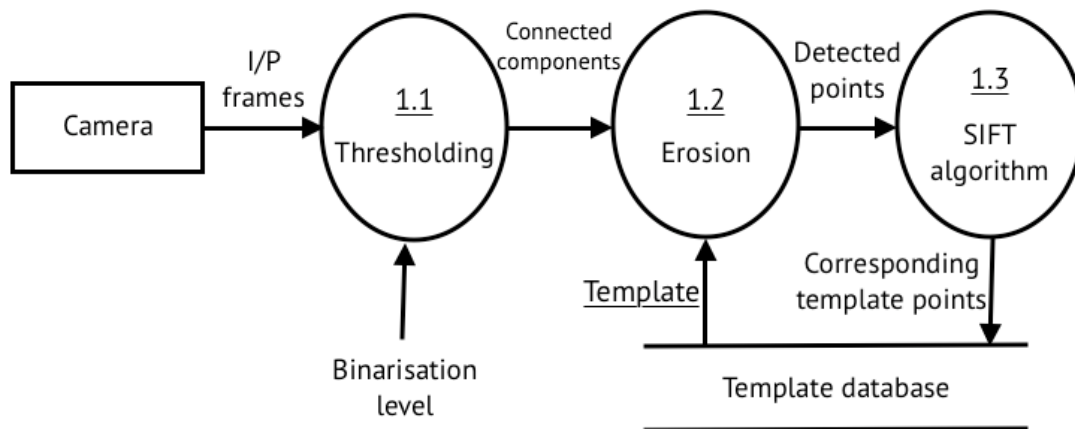 Camera
I/P
frames
1.1
Thresholding
Connected
components
1.2
Erosion
Detected
points
1.3
SIFT
algorithm
Binarisation
level
Template
Corresponding
template points
Template database